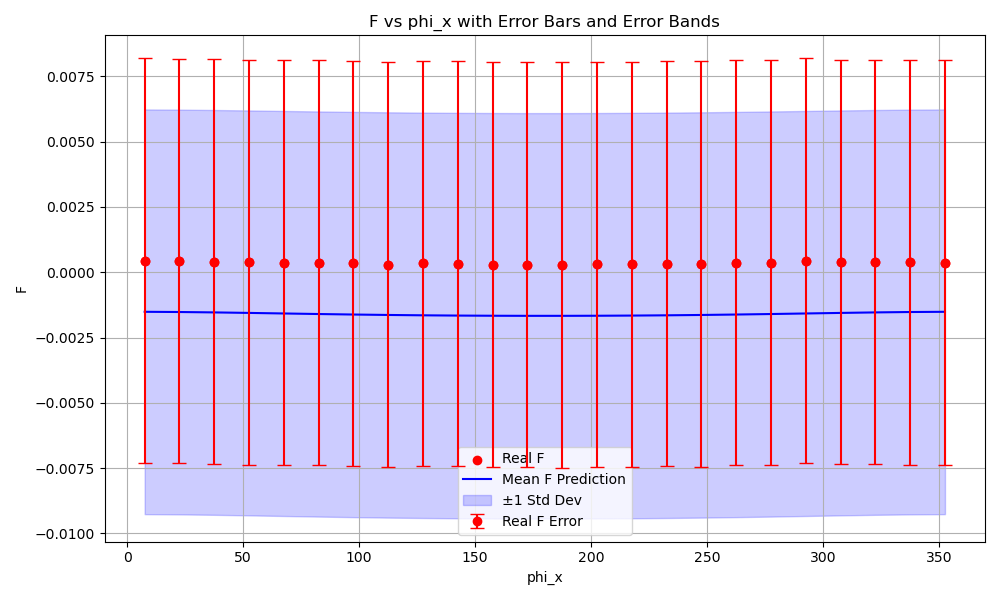 F vs phi_x with Error Bars and Error Bands
F
0.0075
0.0050
0.0025
0.0000
−0.0025
−0.0050
−0.0075
−0.0100
Real F
Mean F Prediction
±1 Std Dev
Real F Error
0 50 100 150 200 250 300 350
phi_x